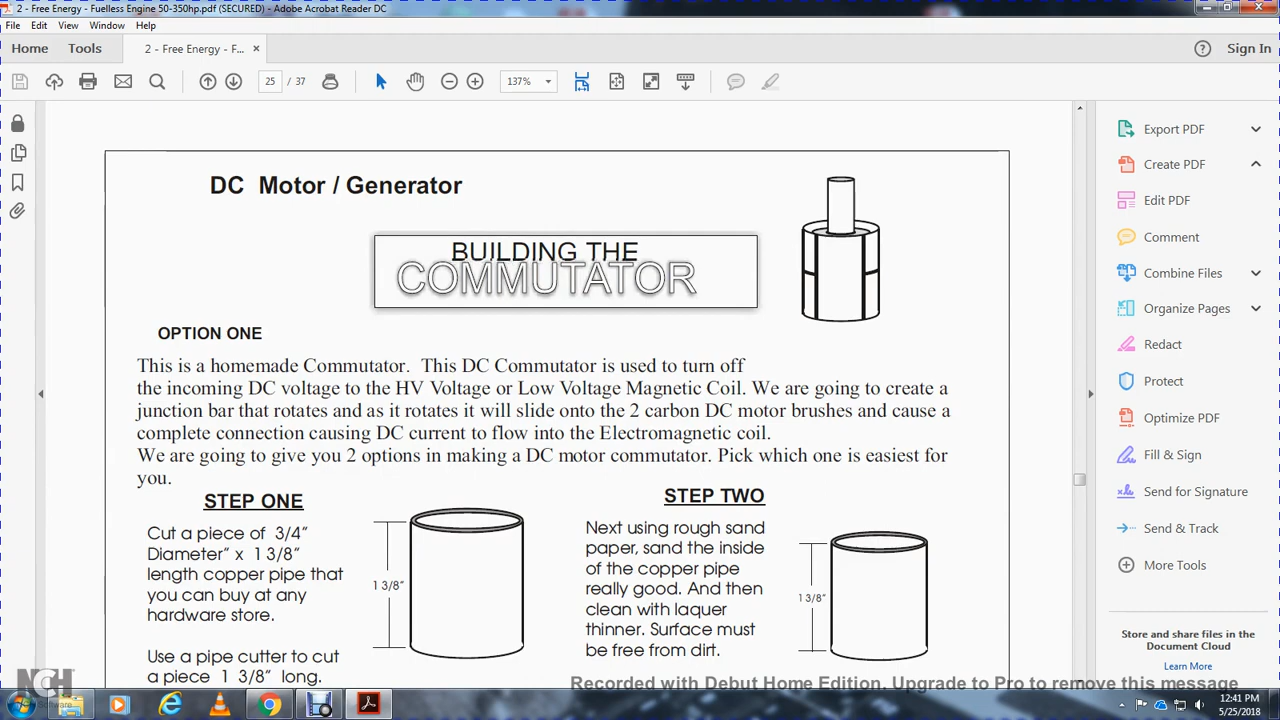 2 - Free Energy - Fuelless Engine 50-350hp.pdf (SECURED) - Adobe Acrobat Reader DC
File Edit View Window Help
Home Tools 2 - Free Energy - F... × Sign In
25 / 37 137%
Export PDF
Create PDF
Edit PDF
Comment
Combine Files
Organize Pages
Redact
Protect
Optimize PDF
Fill & Sign
Send for Signature
Send & Track
More Tools
Store and share files in the
Document Cloud
Learn More
DC Motor / Generator
BUILDING THE
COMMUTATOR
OPTION ONE
This is a homemade Commutator. This DC Commutator is used to turn off
the incoming DC voltage to the HV Voltage or Low Voltage Magnetic Coil. We are going to create a
junction bar that rotates and as it rotates it will slide onto the 2 carbon DC motor brushes and cause a
complete connection causing DC current to flow into the Electromagnetic coil.
We are going to give you 2 options in making a DC motor commutator. Pick which one is easiest for
you.
STEP ONE
Cut a piece of 3/4”
Diameter” x 1 3/8”
length copper pipe that
you can buy at any
hardware store.
Use a pipe cutter to cut
a piece 1 3/8” long.
1 3/8”
STEP TWO
Next using rough sand
paper, sand the inside
of the copper pipe
really good. And then
clean with laquer
thinner. Surface must
be free from dirt.
1 3/8”
NCH
Software
Recorded with Debut Home Edition. Upgrade to Pro to remove this message
12:41 PM
5/25/2018